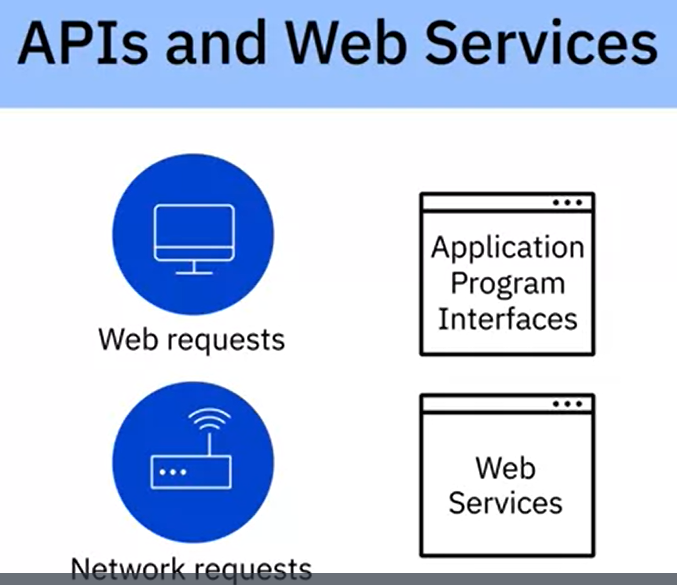 APIs and Web Services
Web requests
Application
Program
Interfaces
Network requests
Web
Services